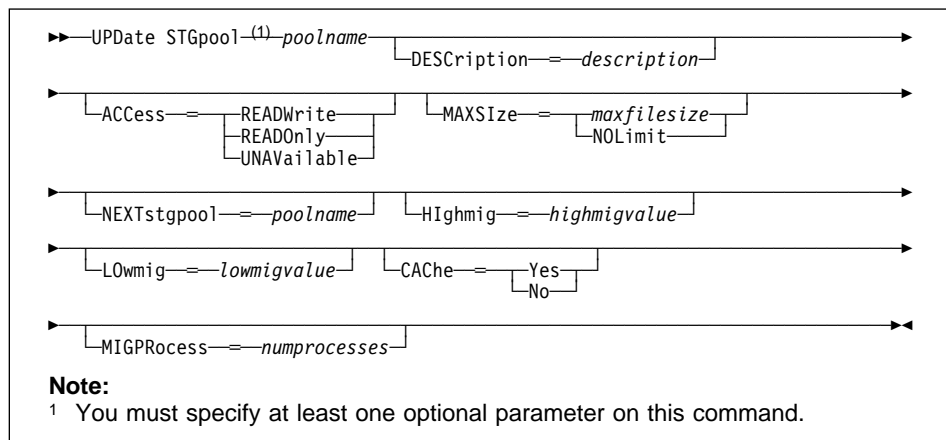 UPDate STGpool (1) poolname
DESCription = description
ACCess = READWrite
READOnly
UNAVailable
MAXSIze = maxfilesize
NOLimit
NEXTstgpool = poolname HIghmig = highmigvalue
LOwmig = lowmigvalue CAChe = Yes
No
MIGPRocess = numprocesses
Note:
1 You must specify at least one optional parameter on this command.